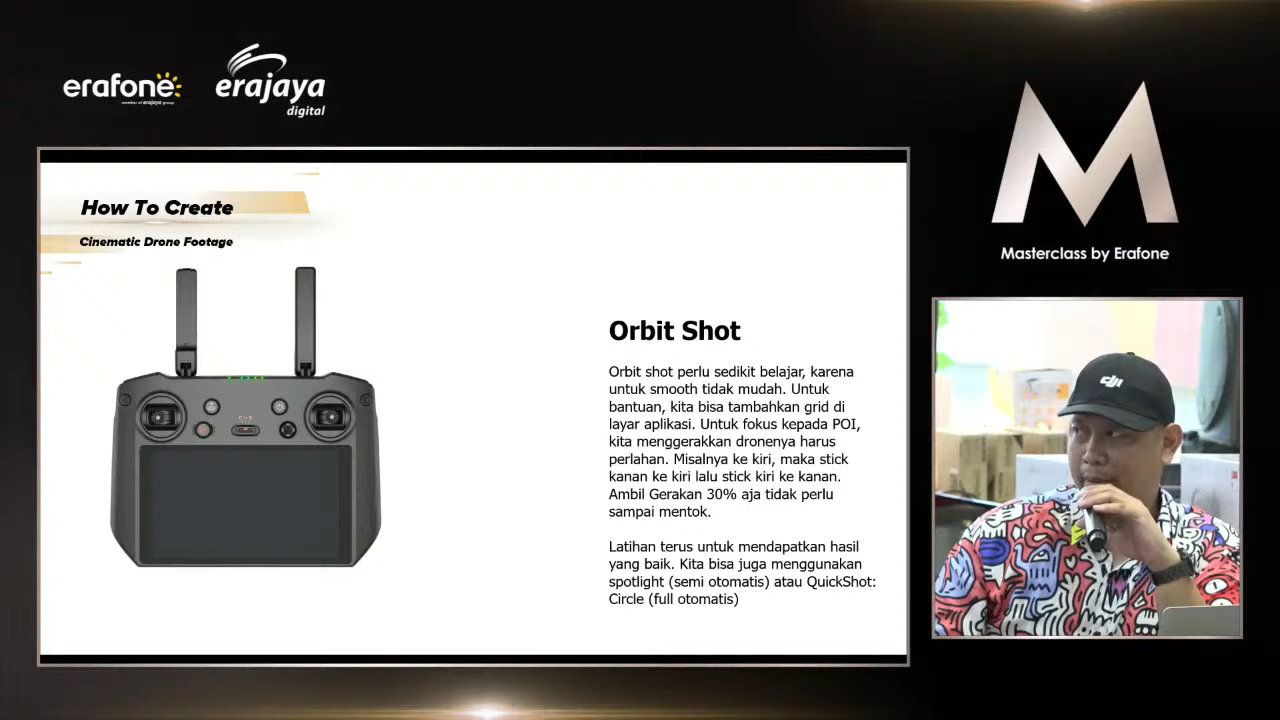 erafone
member of erajaya group
erajaya
digital
M
Masterclass by Erafone
How To Create
Cinematic Drone Footage
Orbit Shot
Orbit shot perlu sedikit belajar, karena
untuk smooth tidak mudah. Untuk
bantuan, kita bisa tambahkan grid di
layar aplikasi. Untuk fokus kepada POI,
kita menggerakkan dronenya harus
perlahan. Misalnya ke kiri, maka stick
kanan ke kiri lalu stick kiri ke kanan.
Ambil Gerakan 30% aja tidak perlu
sampai mentok.
Latihan terus untuk mendapatkan hasil
yang baik. Kita bisa juga menggunakan
spotlight (semi otomatis) atau QuickShot:
Circle (full otomatis)
dji